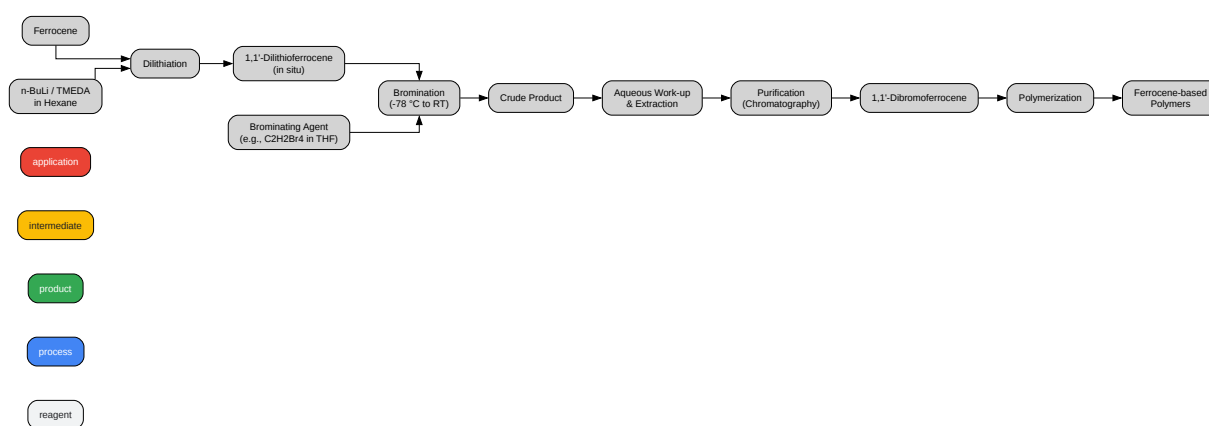 Ferrocene
n-BuLi / TMEDA
in Hexane
Dilithiation
1,1'-Dilithioferrocene
(in situ)
Brominating Agent
(e.g., C2H2Br4 in THF)
Bromination
(-78 °C to RT)
Crude Product
Aqueous Work-up
& Extraction
Purification
(Chromatography)
1,1'-Dibromoferrocene
Polymerization
Ferrocene-based
Polymers
application
intermediate
product
process
reagent